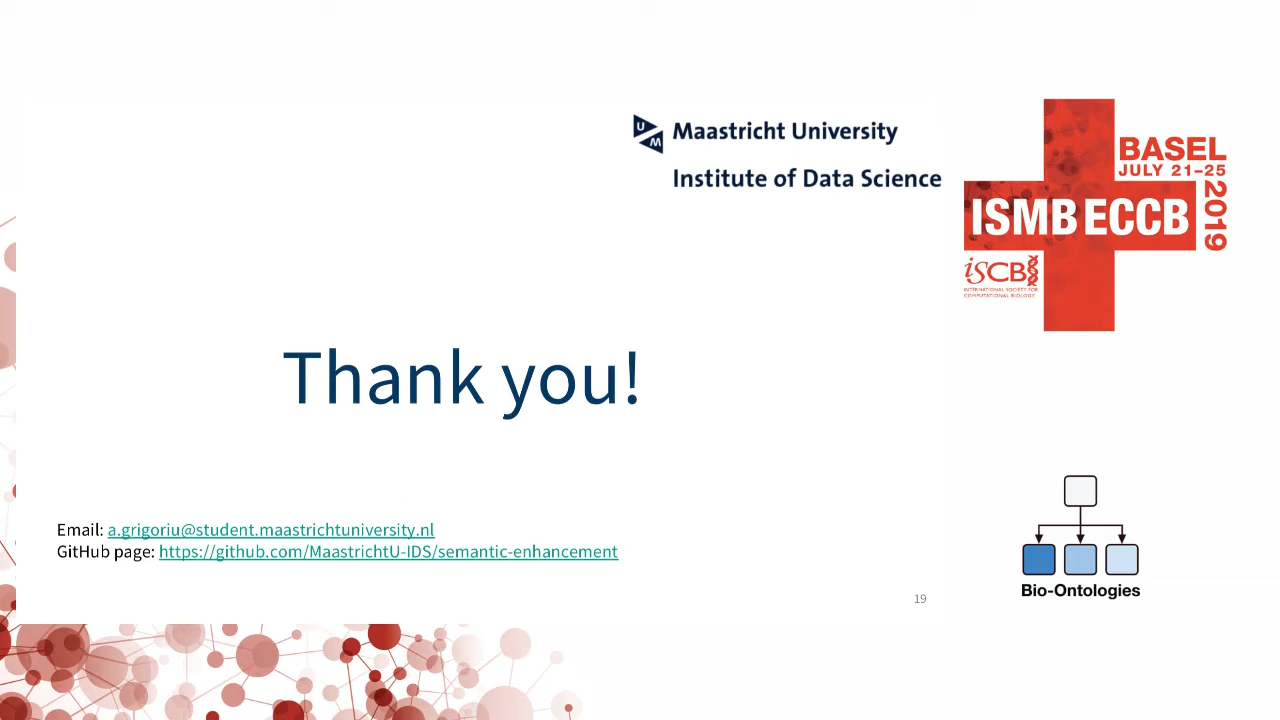 Maastricht University
Institute of Data Science
UM
BASEL
JULY 21–25
2019
ISMB ECCB
iSCB
INTERNATIONAL SOCIETY FOR
COMPUTATIONAL BIOLOGY
Thank you!
Email: a.grigoriu@student.maastrichtuniversity.nl
GitHub page: https://github.com/MaastrichtU-IDS/semantic-enhancement
19
Bio-Ontologies